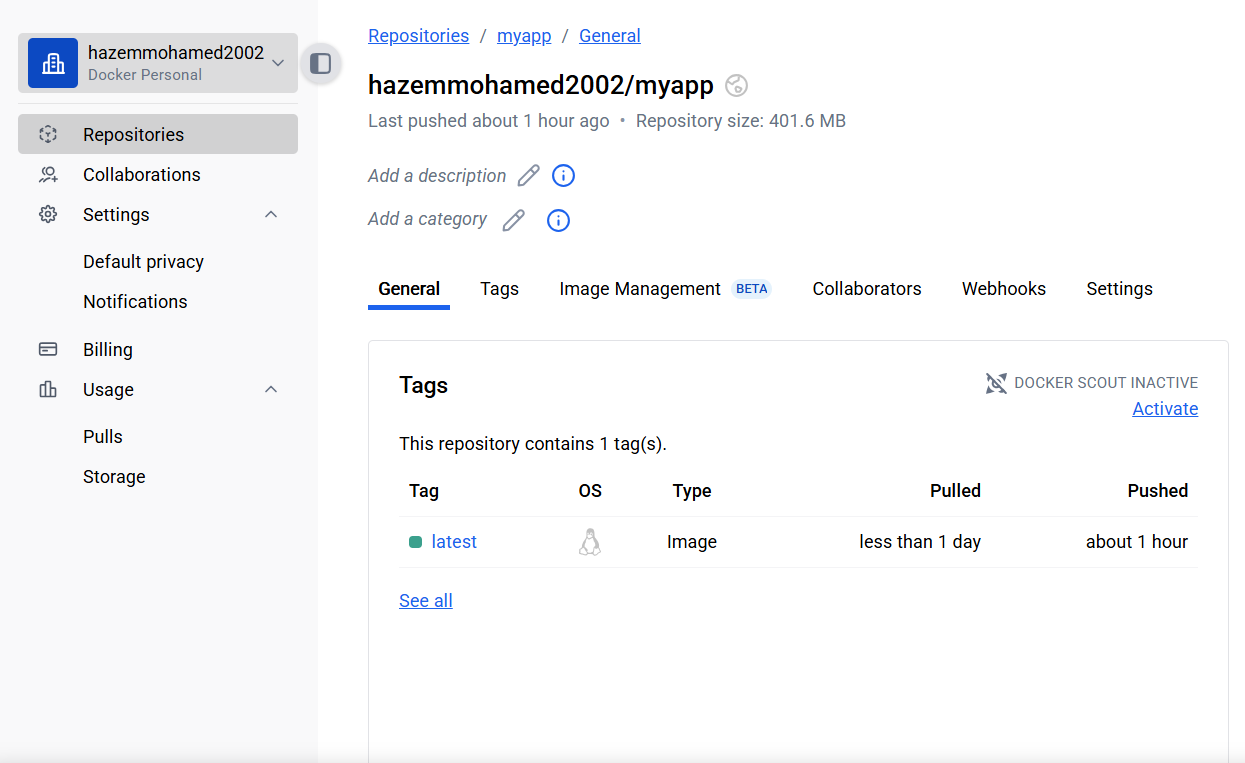 hazemmohamed2002
Docker Personal
Repositories
Collaborations
Settings
Default privacy
Notifications
Billing
Usage
Pulls
Storage
Repositories / myapp / General
hazemmohamed2002/myapp
Last pushed about 1 hour ago • Repository size: 401.6 MB
Add a description
Add a category
General Tags Image Management BETA Collaborators Webhooks Settings
Tags
DOCKER SCOUT INACTIVE
Activate
This repository contains 1 tag(s).
Tag OS Type Pulled Pushed
latest Image less than 1 day about 1 hour
See all